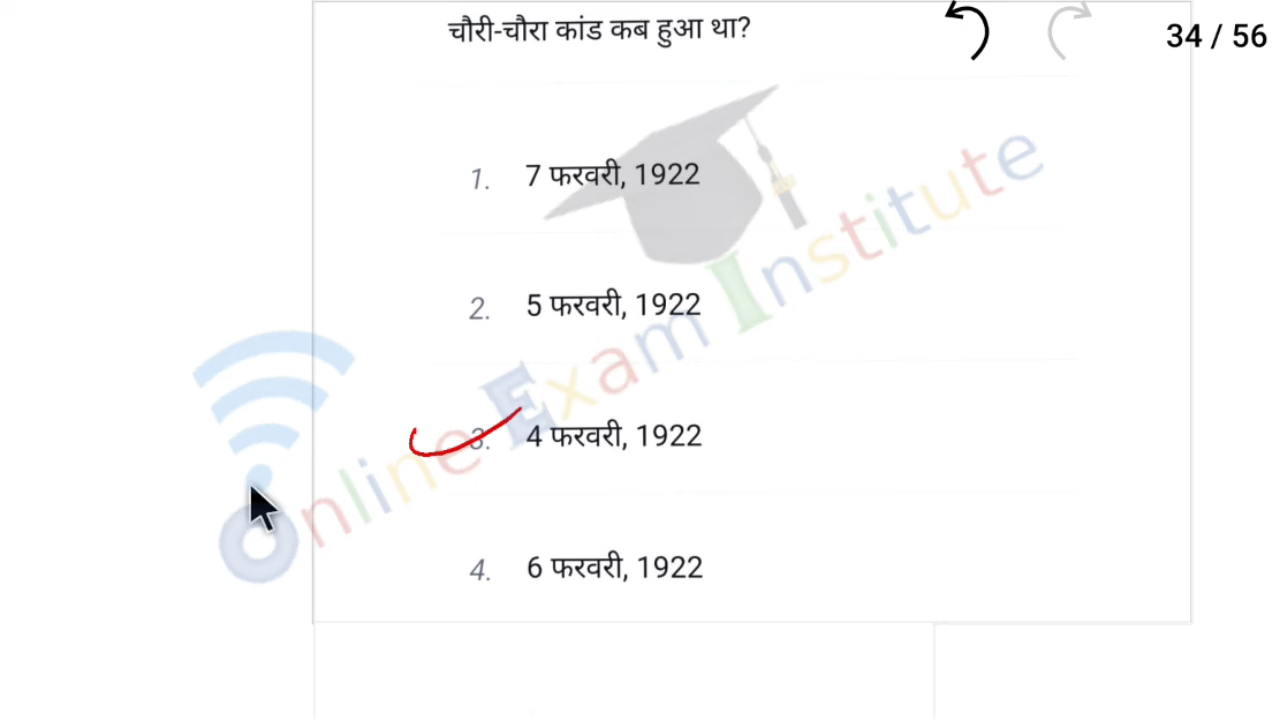 चौरी-चौरा कांड कब हुआ था?
34 / 56
1. 7 फरवरी, 1922
2. 5 फरवरी, 1922
3. 4 फरवरी, 1922
4. 6 फरवरी, 1922
Online Exam Institute